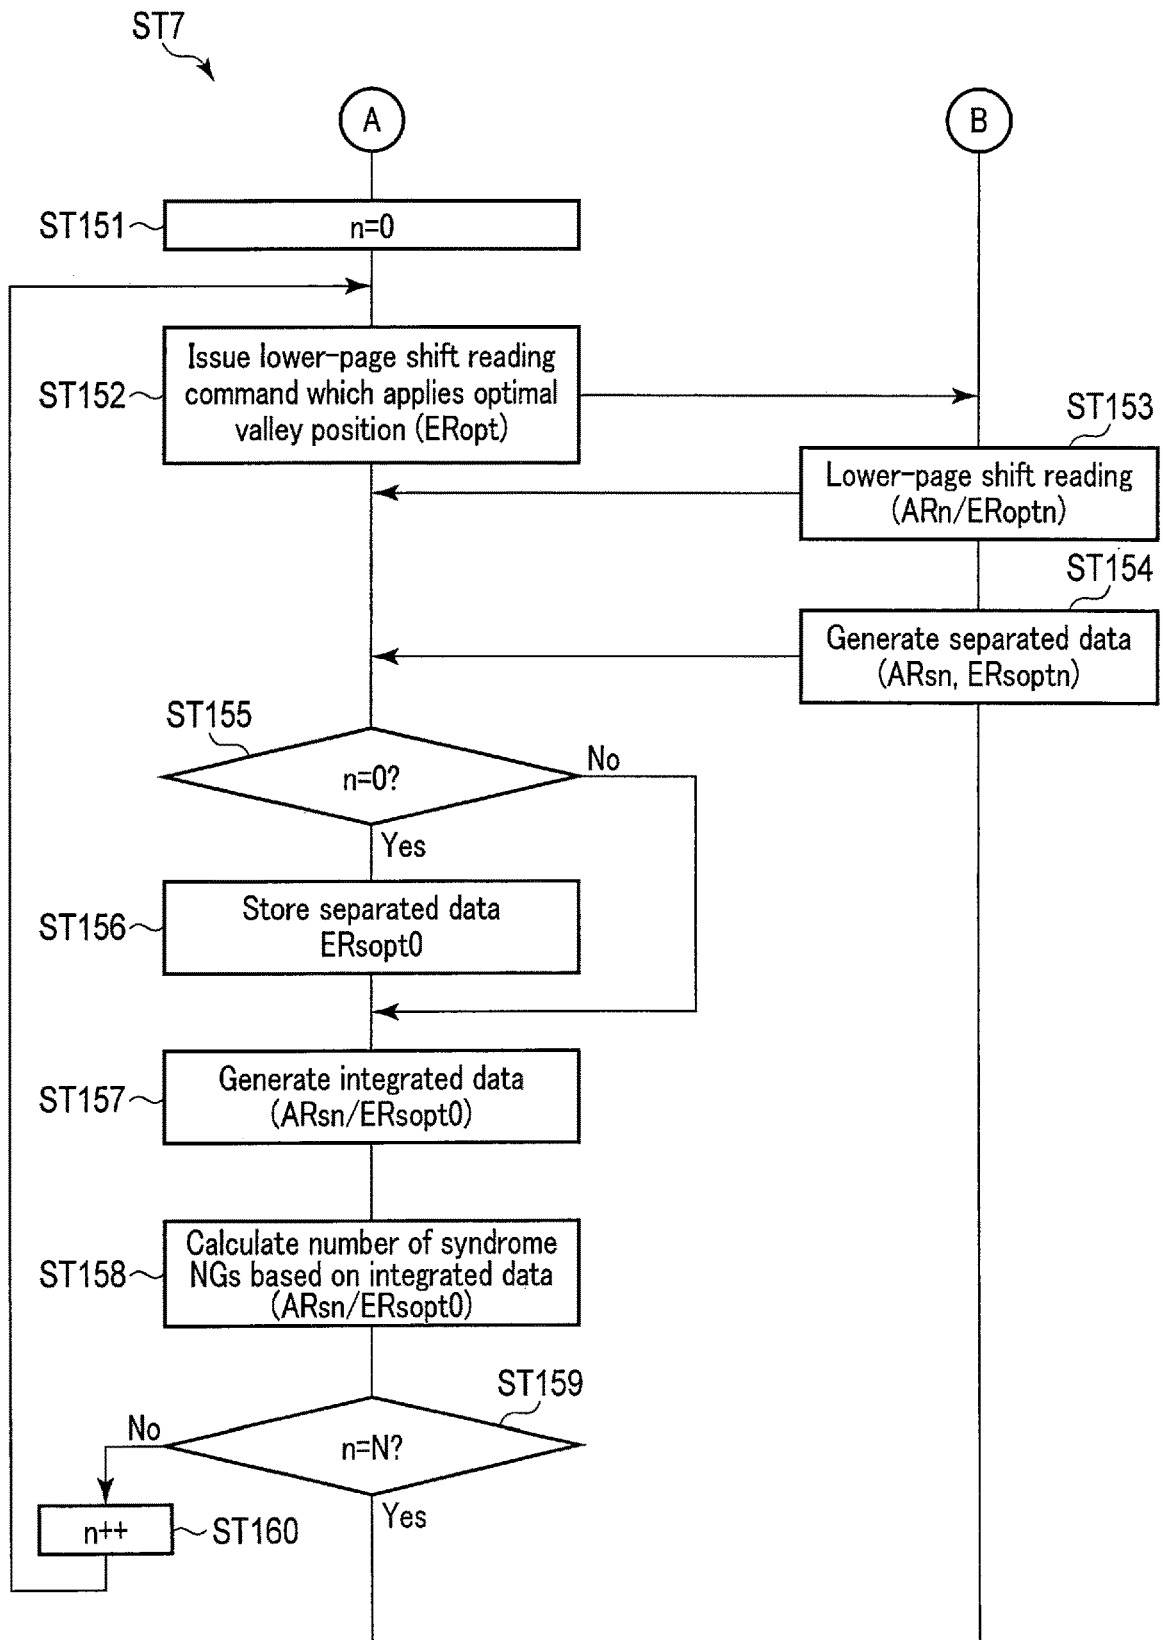 ST7
A
B
ST151
n=0
ST152
Issue lower-page shift reading
command which applies optimal
valley position (ERopt)
ST153
Lower-page shift reading
(ARn/ERoptn)
ST154
Generate separated data
(ARsn, ERsoptn)
ST155
n=0?
No
Yes
ST156
Store separated data
ERsopt0
ST157
Generate integrated data
(ARsn/ERsopt0)
ST158
Calculate number of syndrome
NGs based on integrated data
(ARsn/ERsopt0)
ST159
n=N?
No
Yes
n++
ST160